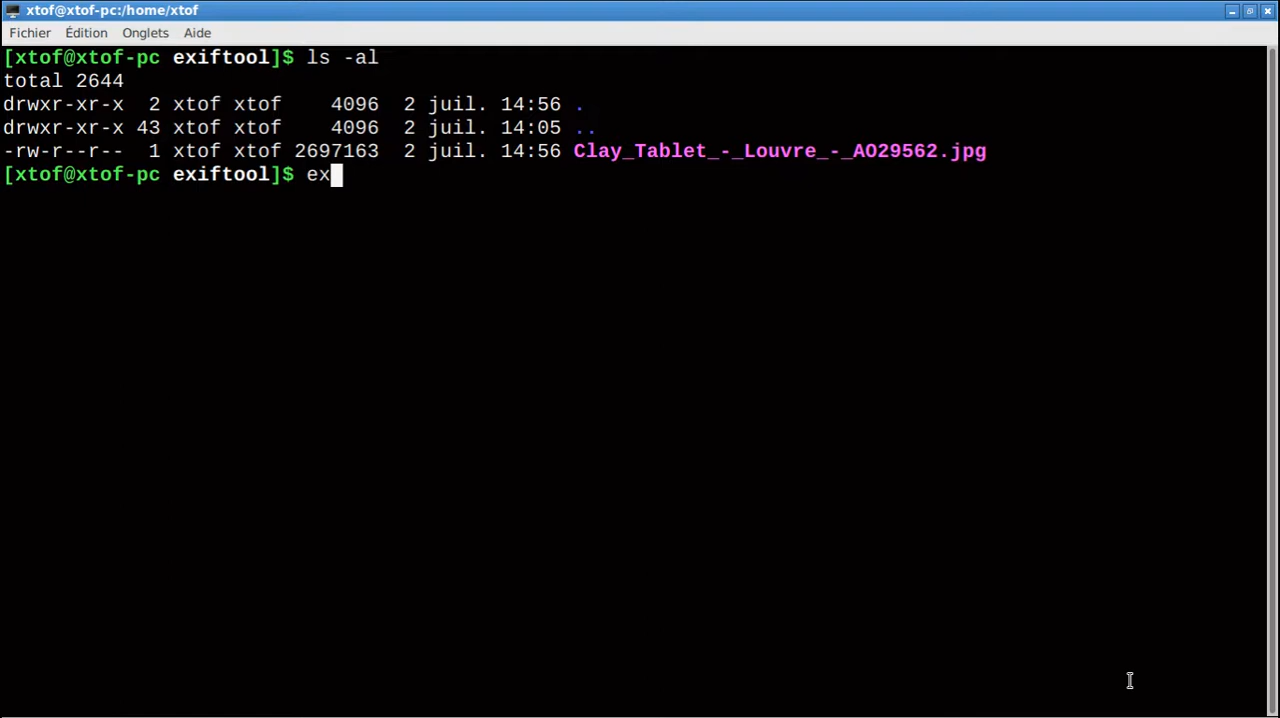 xtof@xtof-pc:/home/xtof
Fichier Édition Onglets Aide
[xtof@xtof-pc exiftool]$ ls -al
total 2644
drwxr-xr-x  2 xtof xtof    4096  2 juil. 14:56 .
drwxr-xr-x 43 xtof xtof    4096  2 juil. 14:05 ..
-rw-r--r--  1 xtof xtof 2697163  2 juil. 14:56 Clay_Tablet_-_Louvre_-_AO29562.jpg
[xtof@xtof-pc exiftool]$ ex